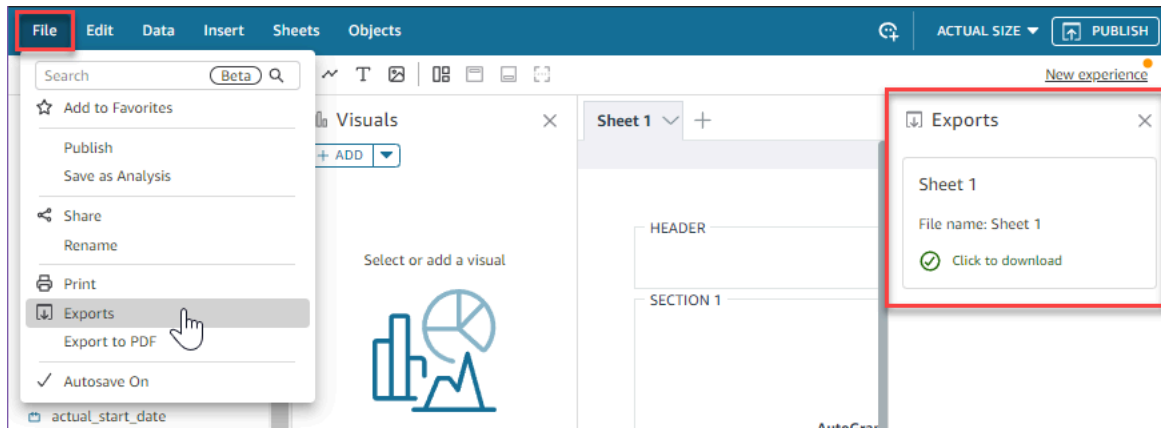 File Edit Data Insert Sheets Objects ACTUAL SIZE PUBLISH
Search Beta
New experience
Add to Favorites
Publish
Save as Analysis
Share
Rename
Print
Exports
Export to PDF
Autosave On
actual_start_date
Visuals
+ ADD
Select or add a visual
Sheet 1
HEADER
SECTION 1
Exports
Sheet 1
File name: Sheet 1
Click to download